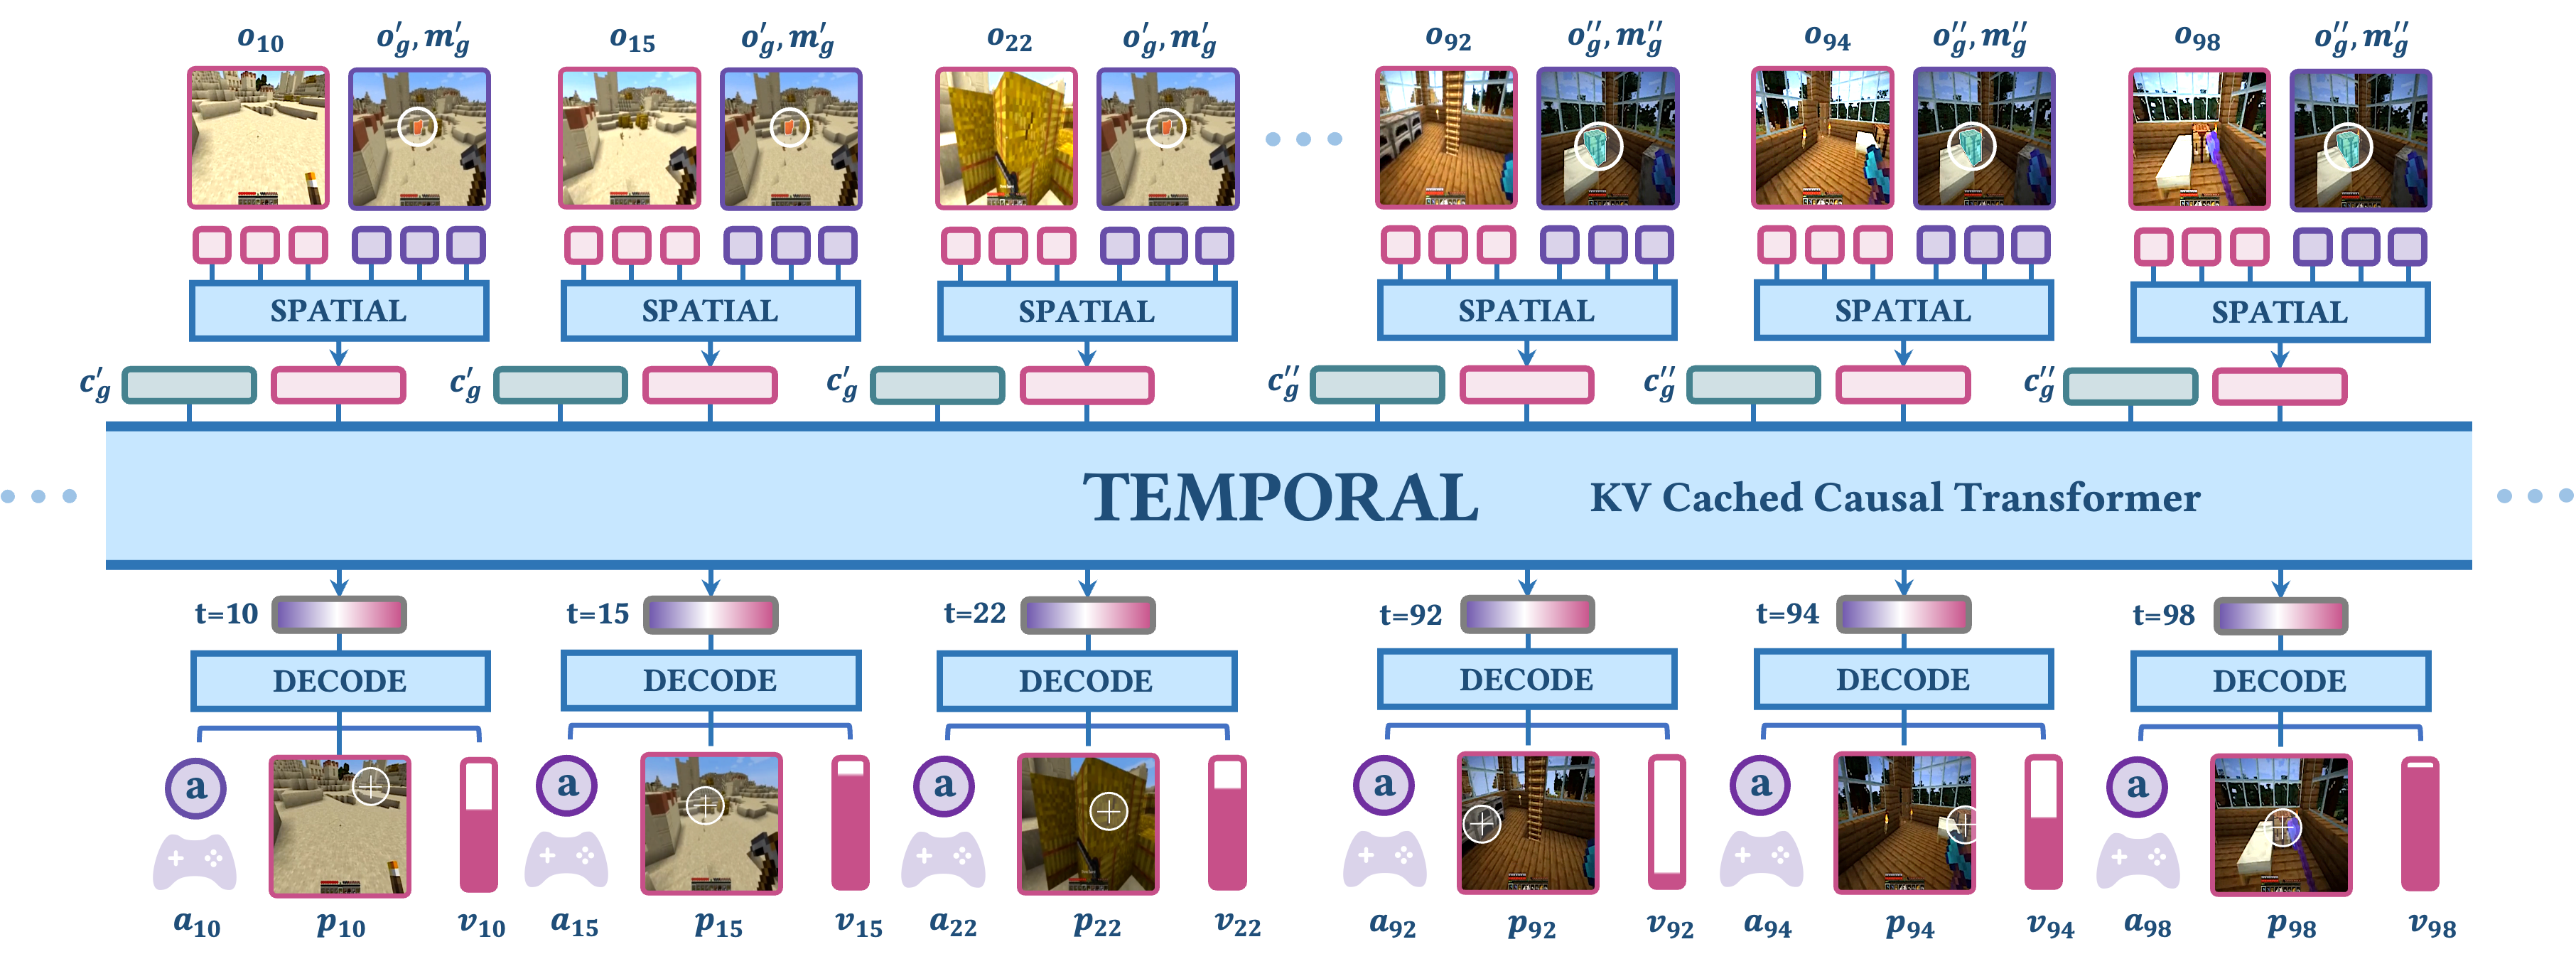 o₁₀ o′g, m′g o₁₅ o′g, m′g o₂₂ o′g, m′g o₉₂ o″g, m″g o₉₄ o″g, m″g o₉₈ o″g, m″g
SPATIAL SPATIAL SPATIAL SPATIAL SPATIAL SPATIAL
c′g c′g c′g c″g c″g c″g
TEMPORAL KV Cached Causal Transformer
t=10 t=15 t=22 t=92 t=94 t=98
DECODE DECODE DECODE DECODE DECODE DECODE
a a a a a a
a₁₀ p₁₀ v₁₀ a₁₅ p₁₅ v₁₅ a₂₂ p₂₂ v₂₂ a₉₂ p₉₂ v₉₂ a₉₄ p₉₄ v₉₄ a₉₈ p₉₈ v₉₈